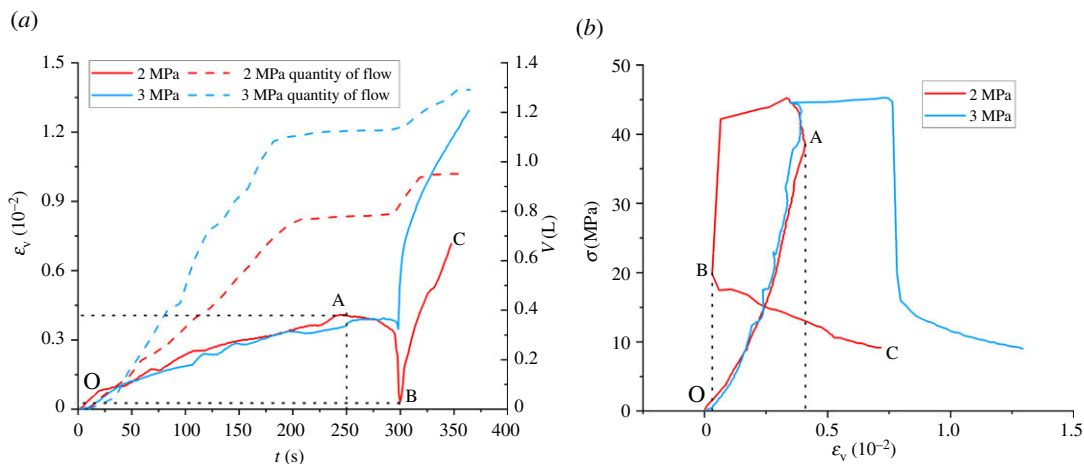 (a)
1.5
1.2
0.9
0.6
0.3
0
εv (10⁻²)
2 MPa
3 MPa
2 MPa quantity of flow
3 MPa quantity of flow
O
A
B
C
1.4
1.2
1.0
0.8
0.6
0.4
0.2
0
V (L)
0 50 100 150 200 250 300 350 400
t (s)
(b)
50
40
30
20
10
0
σ (MPa)
2 MPa
3 MPa
A
B
C
O
0 0.5 1.0 1.5
εv (10⁻²)